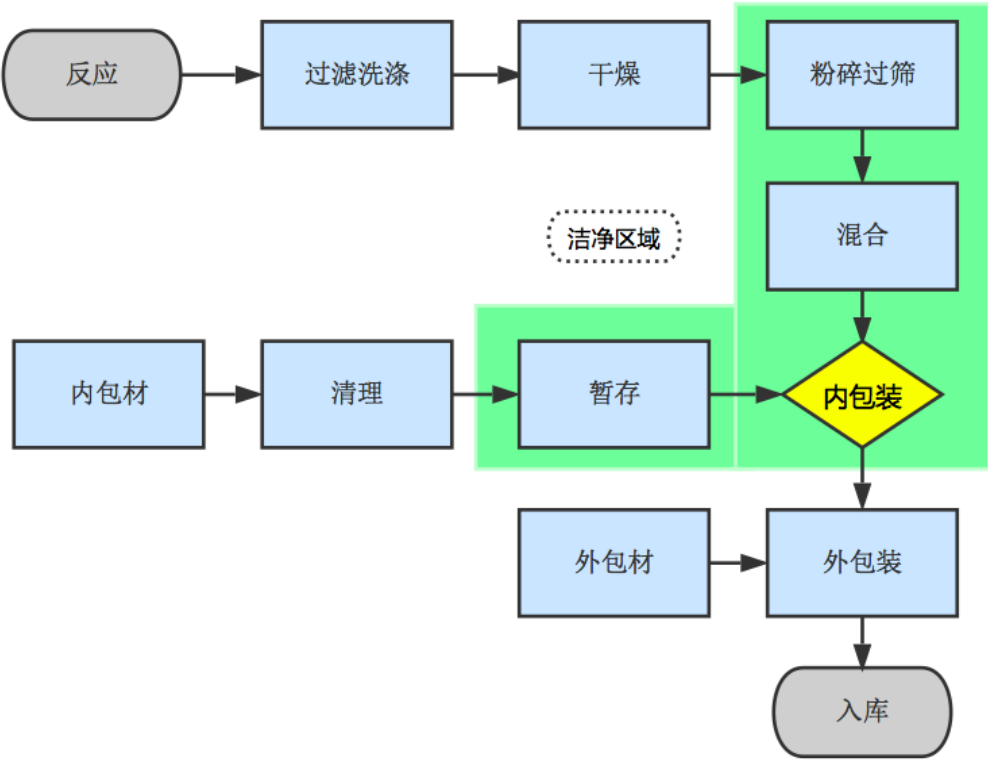 反应
过滤洗涤
干燥
粉碎过筛
混合
洁净区域
内包材
清理
暂存
内包装
外包材
外包装
入库